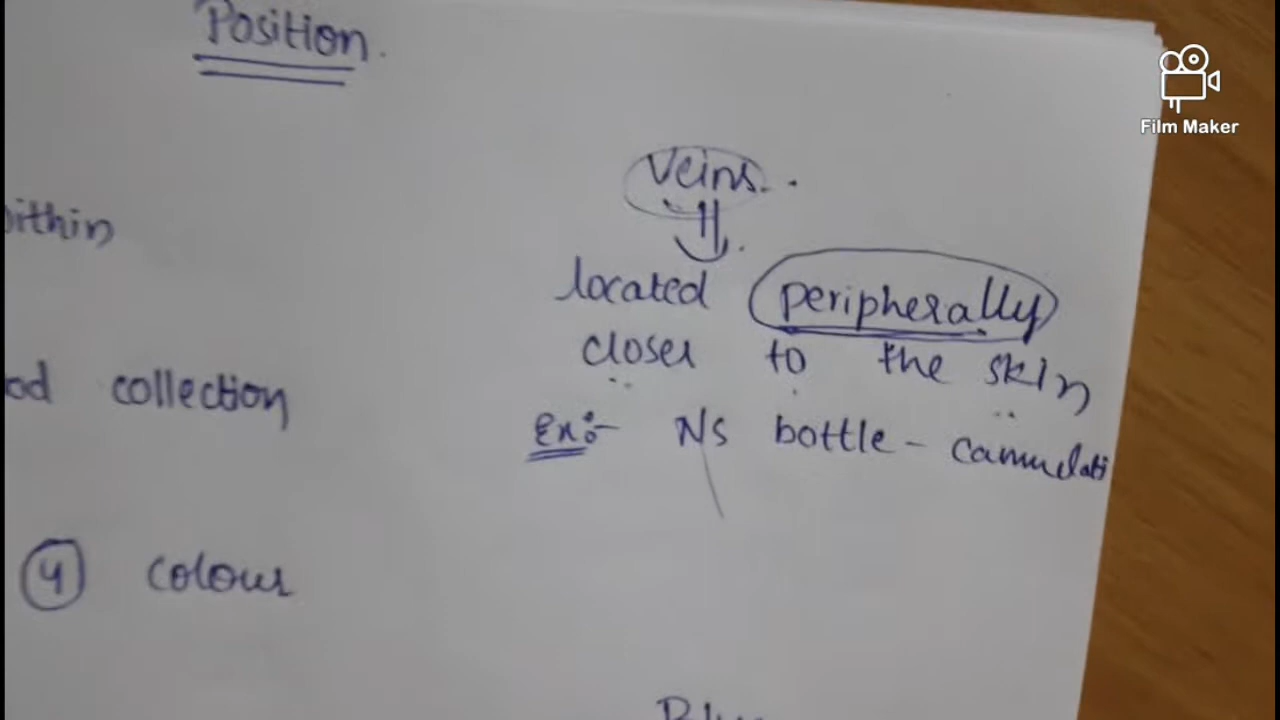 Position.
Film Maker
Veins..
within
located peripherally
closer to the skin
od collection
Ex:- NS bottle - cannulati
4 colour
Blu